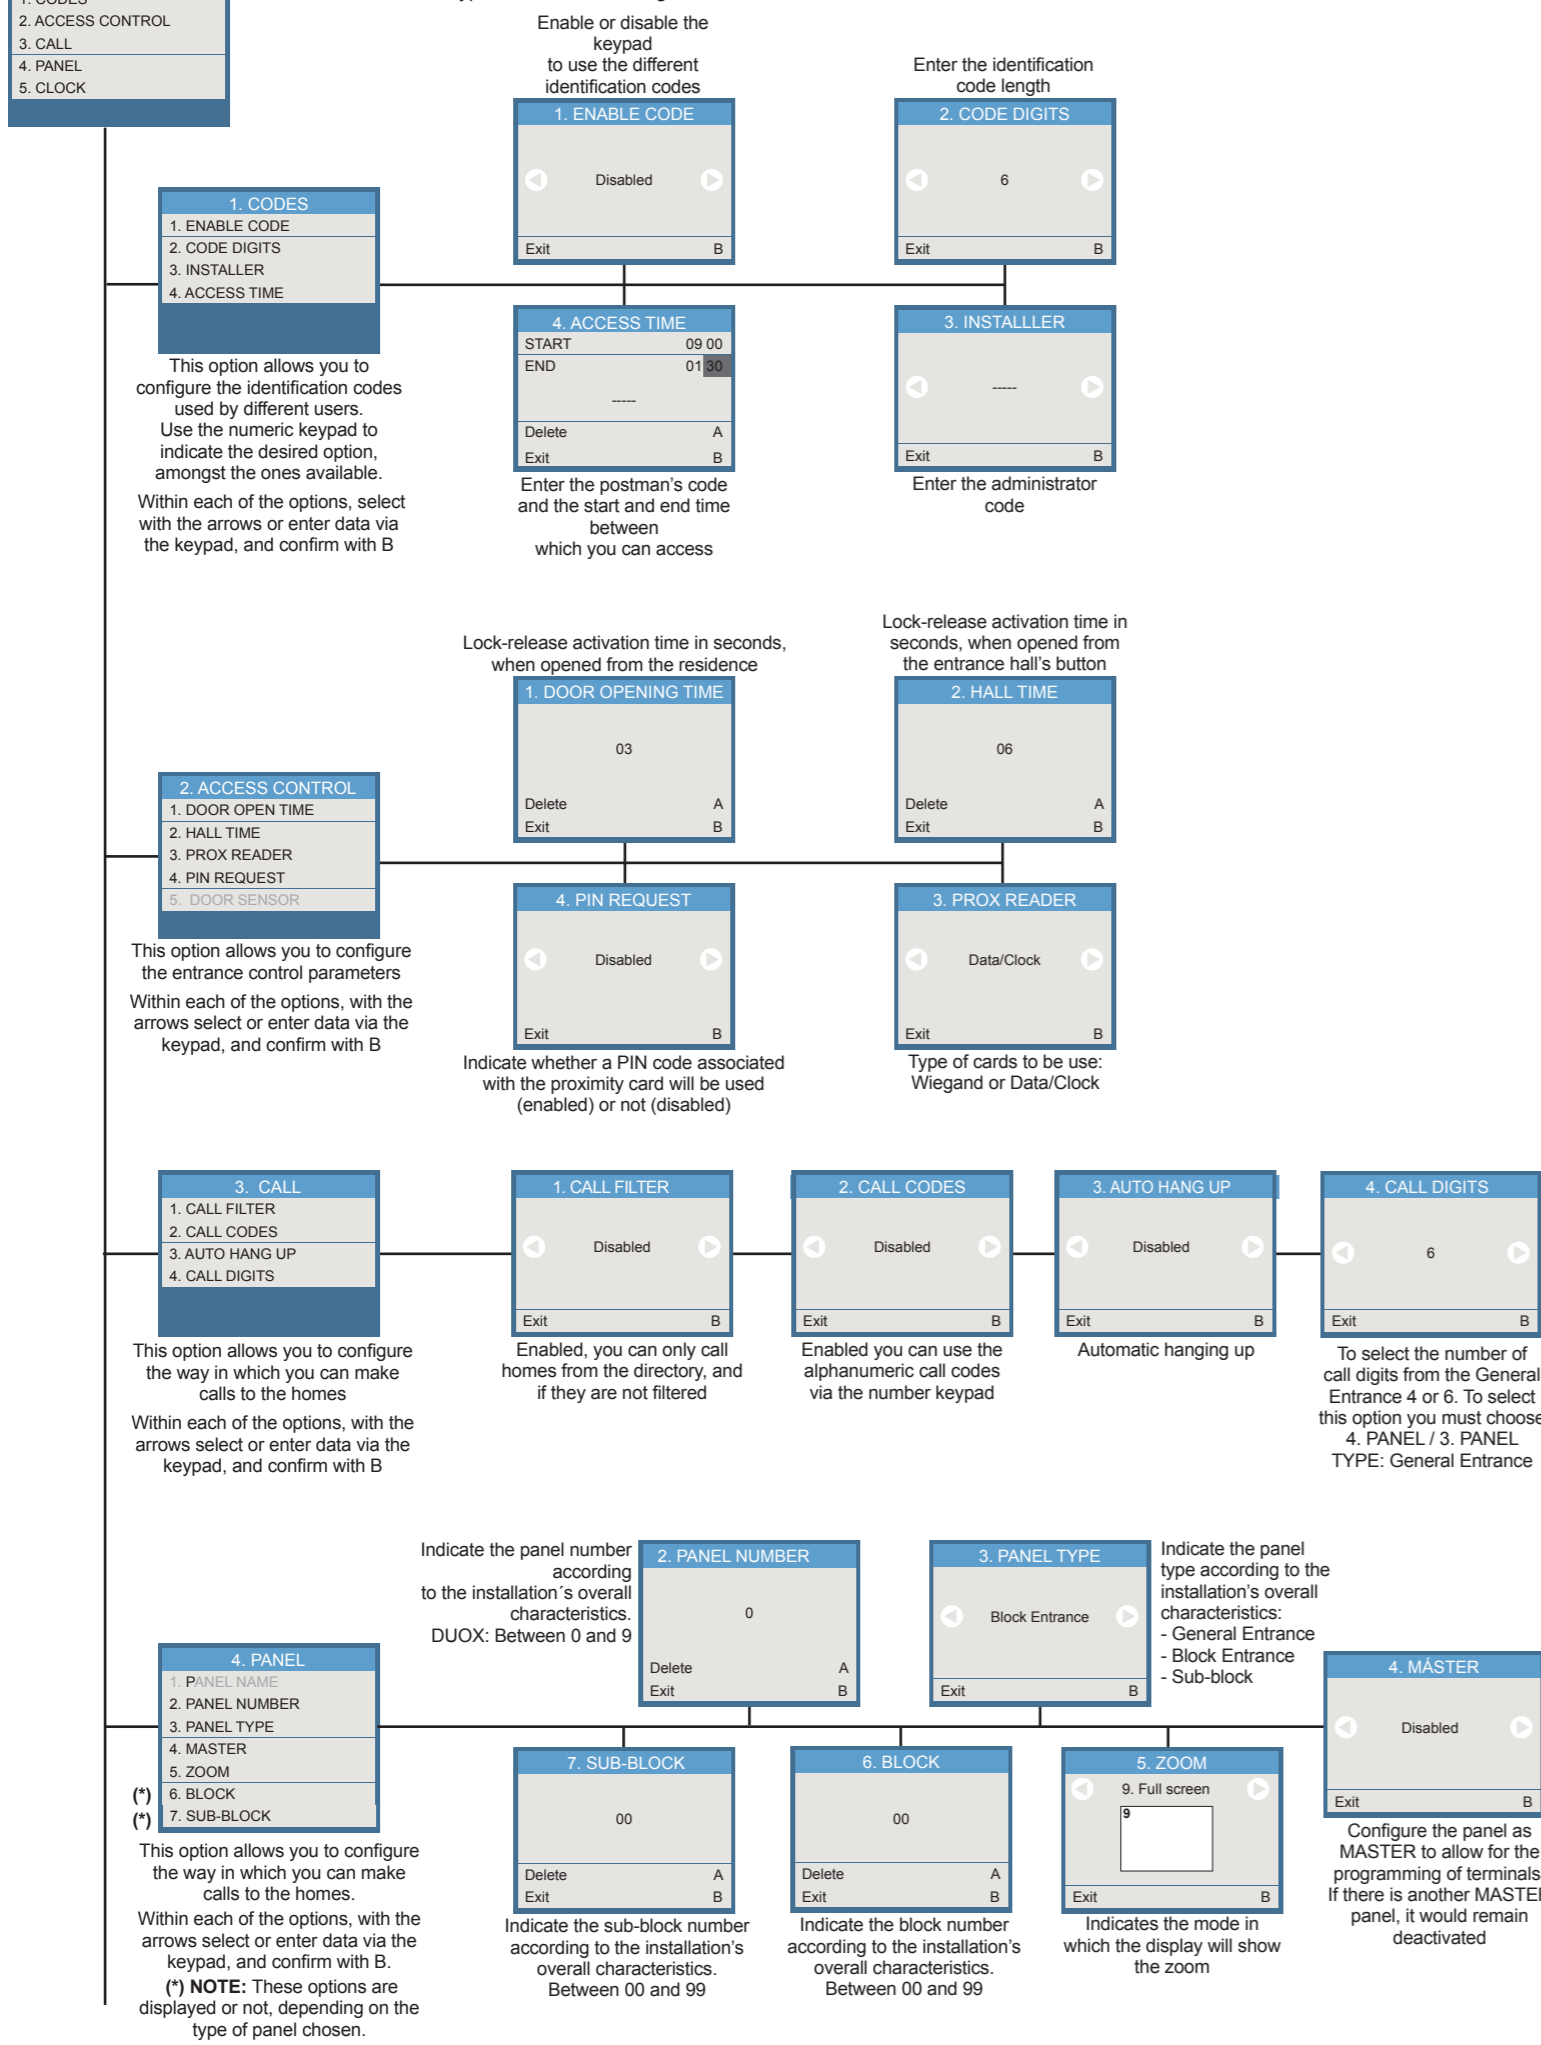 2. ACCESS CONTROL
3. CALL
4. PANEL
5. CLOCK
Enable or disable the
keypad
to use the different
identification codes
1. ENABLE CODE
Disabled
Exit B
Enter the identification
code length
2. CODE DIGITS
6
Exit B
1. CODES
1. ENABLE CODE
2. CODE DIGITS
3. INSTALLER
4. ACCESS TIME
This option allows you to
configure the identification codes
used by different users.
Use the numeric keypad to
indicate the desired option,
amongst the ones available.
Within each of the options, select
with the arrows or enter data via
the keypad, and confirm with B
4. ACCESS TIME
START 09 00
END 01 30
-----
Delete A
Exit B
Enter the postman's code
and the start and end time
between
which you can access
3. INSTALLLER
-----
Exit B
Enter the administrator
code
Lock-release activation time in seconds,
when opened from the residence
1. DOOR OPENING TIME
03
Delete A
Exit B
Lock-release activation time in
seconds, when opened from
the entrance hall's button
2. HALL TIME
06
Delete A
Exit B
2. ACCESS CONTROL
1. DOOR OPEN TIME
2. HALL TIME
3. PROX READER
4. PIN REQUEST
5. DOOR SENSOR
This option allows you to configure
the entrance control parameters
Within each of the options, with the
arrows select or enter data via the
keypad, and confirm with B
4. PIN REQUEST
Disabled
Exit B
Indicate whether a PIN code associated
with the proximity card will be used
(enabled) or not (disabled)
3. PROX READER
Data/Clock
Exit B
Type of cards to be use:
Wiegand or Data/Clock
3. CALL
1. CALL FILTER
2. CALL CODES
3. AUTO HANG UP
4. CALL DIGITS
This option allows you to configure
the way in which you can make
calls to the homes
Within each of the options, with the
arrows select or enter data via the
keypad, and confirm with B
1. CALL FILTER
Disabled
Exit B
Enabled, you can only call
homes from the directory, and
if they are not filtered
2. CALL CODES
Disabled
Exit B
Enabled you can use the
alphanumeric call codes
via the number keypad
3. AUTO HANG UP
Disabled
Exit B
Automatic hanging up
4. CALL DIGITS
6
Exit B
To select the number of
call digits from the General
Entrance 4 or 6. To select
this option you must choose
4. PANEL / 3. PANEL
TYPE: General Entrance
Indicate the panel number
according
to the installation´s overall
characteristics.
DUOX: Between 0 and 9
2. PANEL NUMBER
0
Delete A
Exit B
3. PANEL TYPE
Block Entrance
Exit B
Indicate the panel
type according to the
installation's overall
characteristics:
- General Entrance
- Block Entrance
- Sub-block
4. PANEL
1. PANEL NAME
2. PANEL NUMBER
3. PANEL TYPE
4. MASTER
5. ZOOM
(*) 6. BLOCK
(*) 7. SUB-BLOCK
This option allows you to configure
the way in which you can make
calls to the homes.
Within each of the options, with the
arrows select or enter data via the
keypad, and confirm with B.
(*) NOTE: These options are
displayed or not, depending on the
type of panel chosen.
7. SUB-BLOCK
00
Delete A
Exit B
Indicate the sub-block number
according to the installation's
overall characteristics.
Between 00 and 99
6. BLOCK
00
Delete A
Exit B
Indicate the block number
according to the installation's
overall characteristics.
Between 00 and 99
5. ZOOM
9. Full screen
9
Exit B
Indicates the mode in
which the display will show
the zoom
4. MÁSTER
Disabled
Exit B
Configure the panel as
MASTER to allow for the
programming of terminals
If there is another MASTER
panel, it would remain
deactivated